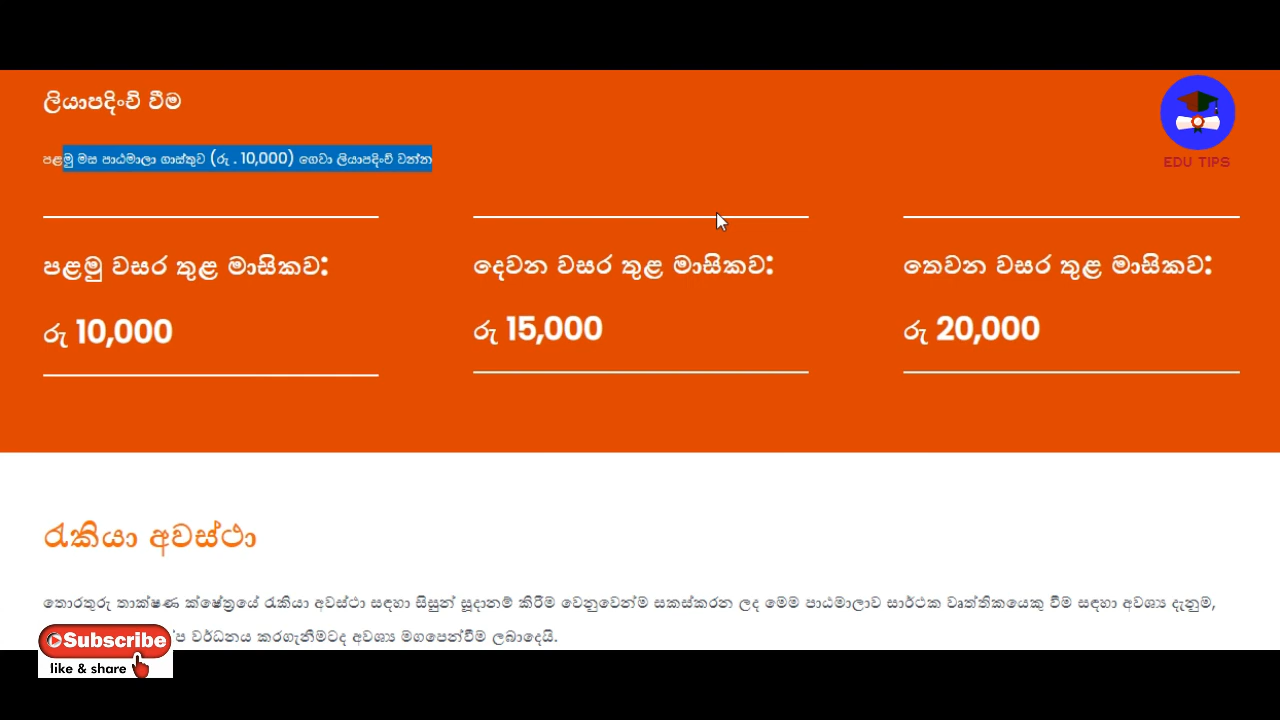 ලියාපදිංචි වීම
පළමු මස පාඨමාලා ගාස්තුව (රු . 10,000) ගෙවා ලියාපදිංචි වන්න
EDU TIPS
පළමු වසර තුළ මාසිකව:
රු 10,000
දෙවන වසර තුළ මාසිකව:
රු 15,000
තෙවන වසර තුළ මාසිකව:
රු 20,000
රැකියා අවස්ථා
තොරතුරු තාක්ෂණ ක්ෂේත්‍රයේ රැකියා අවස්ථා සඳහා සිසුන් සූදානම් කිරීම වෙනුවෙන්ම සකස්කරන ලද මෙම පාඨමාලාව සාර්ථක වෘත්තිකයෙකු වීම සඳහා අවශ්‍ය දැනුම,
වර්ධනය කරගැනීමටද අවශ්‍ය මගපෙන්වීම ලබාදෙයි.
Subscribe
like & share